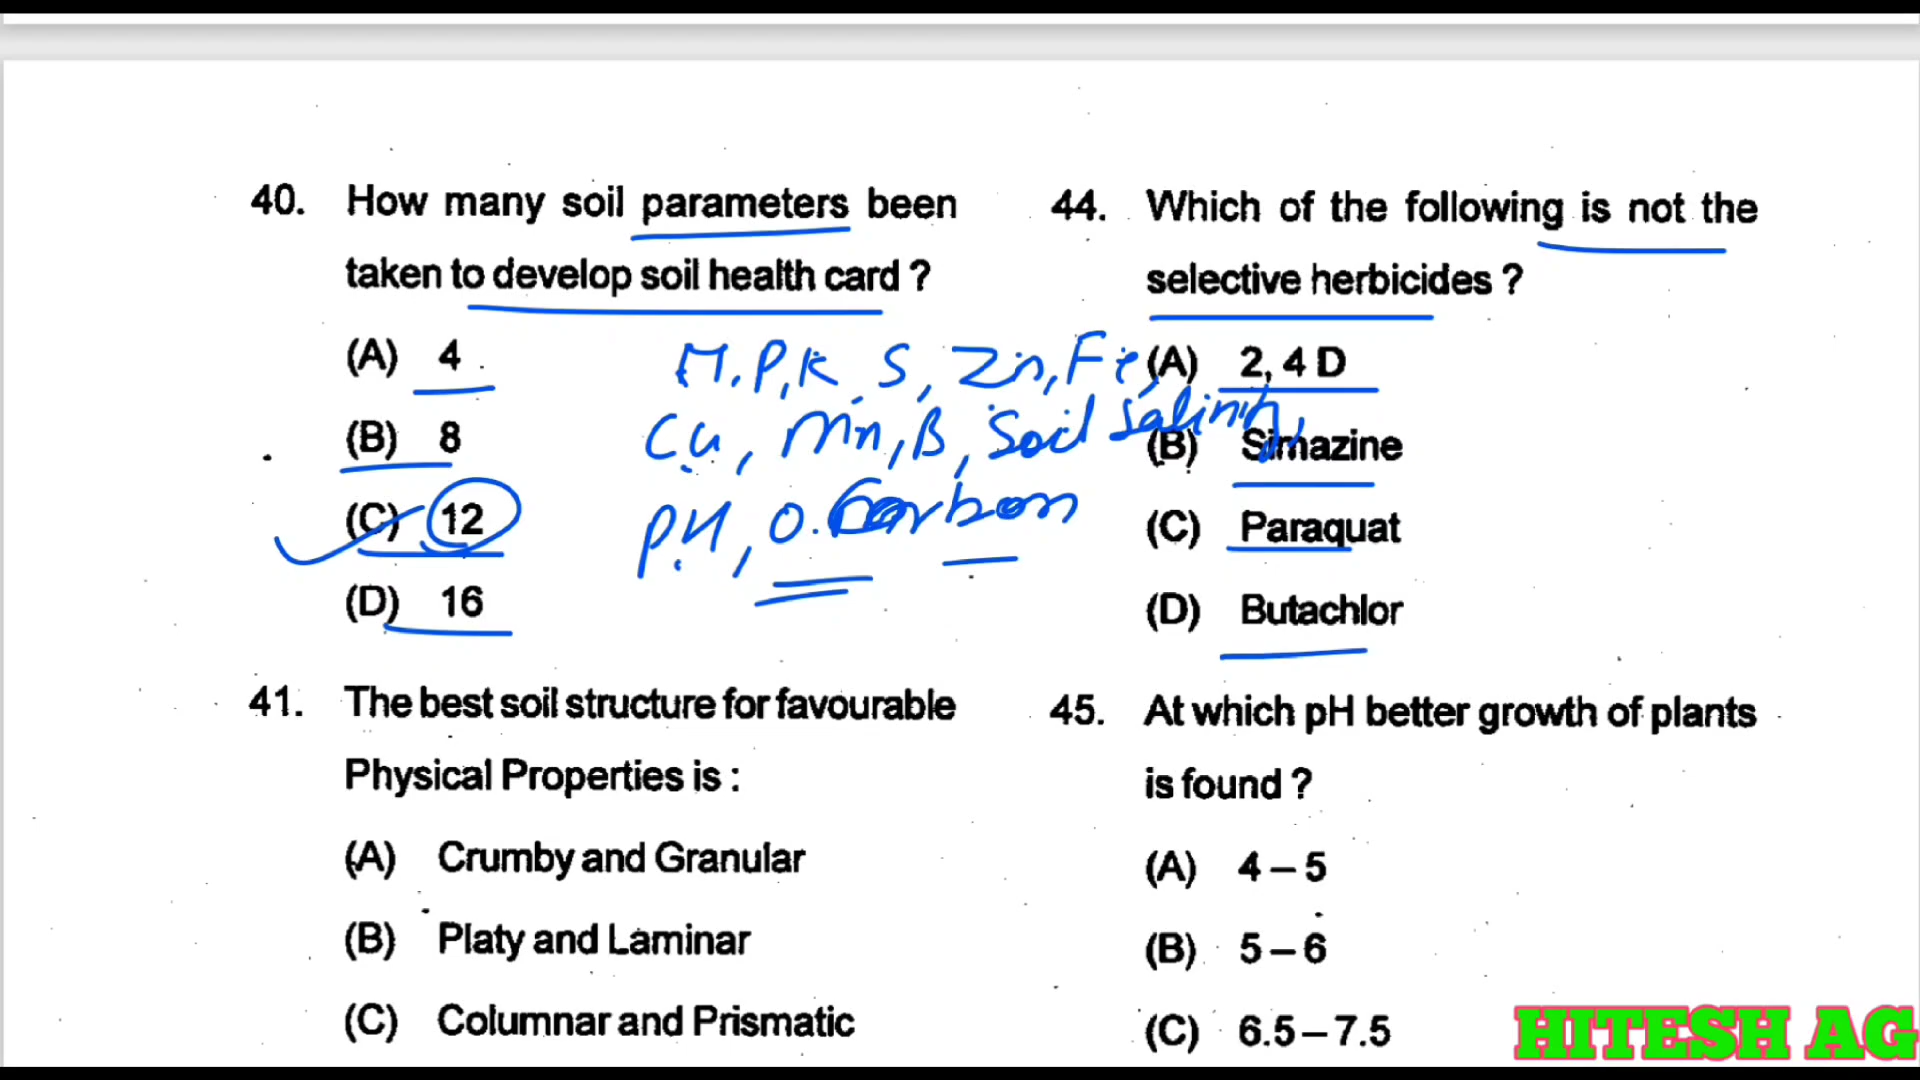 40. How many soil parameters been
taken to develop soil health card ?
(A) 4
(B) 8
(C) 12
(D) 16
N, P, K, S, Zn, Fe,
Cu, Mn, B, Soil Salinity,
PH, O. Carbon
41. The best soil structure for favourable
Physical Properties is :
(A) Crumby and Granular
(B) Platy and Laminar
(C) Columnar and Prismatic
44. Which of the following is not the
selective herbicides ?
(A) 2, 4 D
(B) Simazine
(C) Paraquat
(D) Butachlor
45. At which pH better growth of plants
is found ?
(A) 4 – 5
(B) 5 – 6
(C) 6.5 – 7.5
HITESH AG